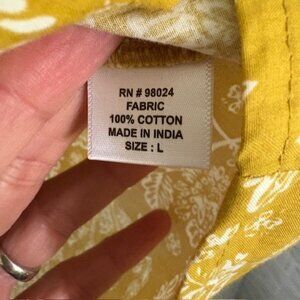 RN # 98024
FABRIC
100% COTTON
MADE IN INDIA
SIZE : L